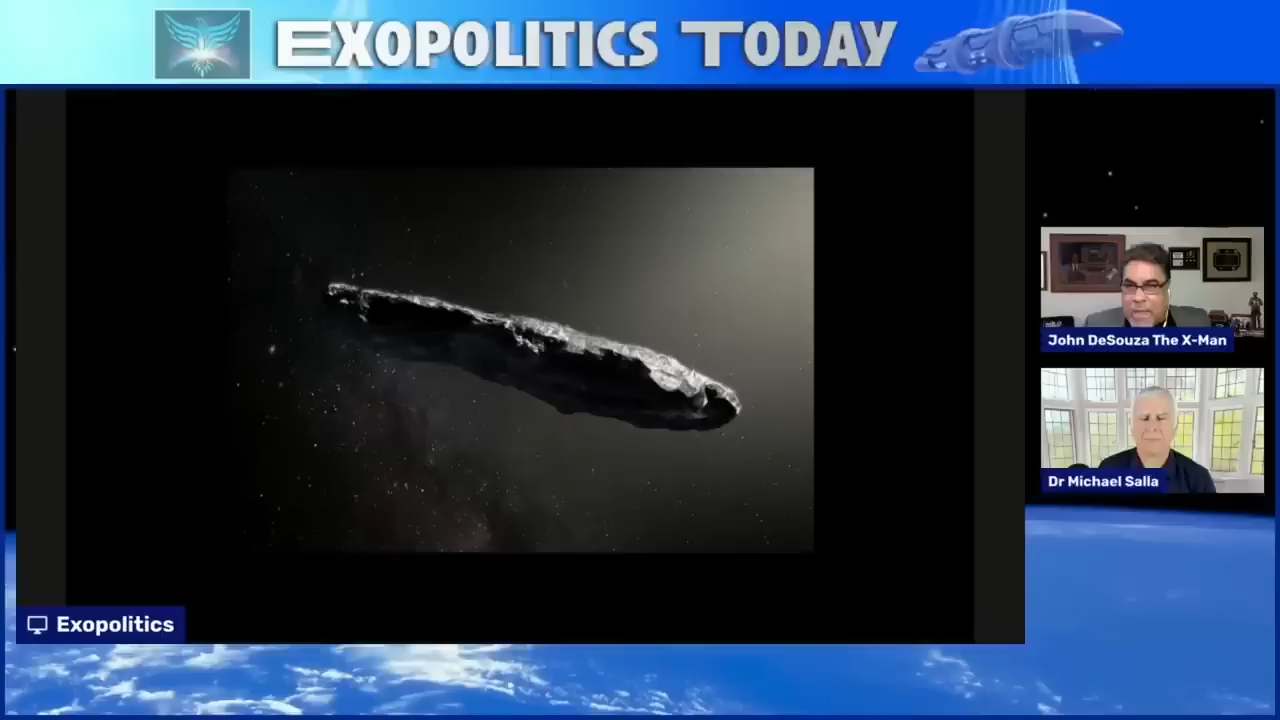 EXOPOLITICS TODAY
John DeSouza The X-Man
Dr Michael Salla
Exopolitics